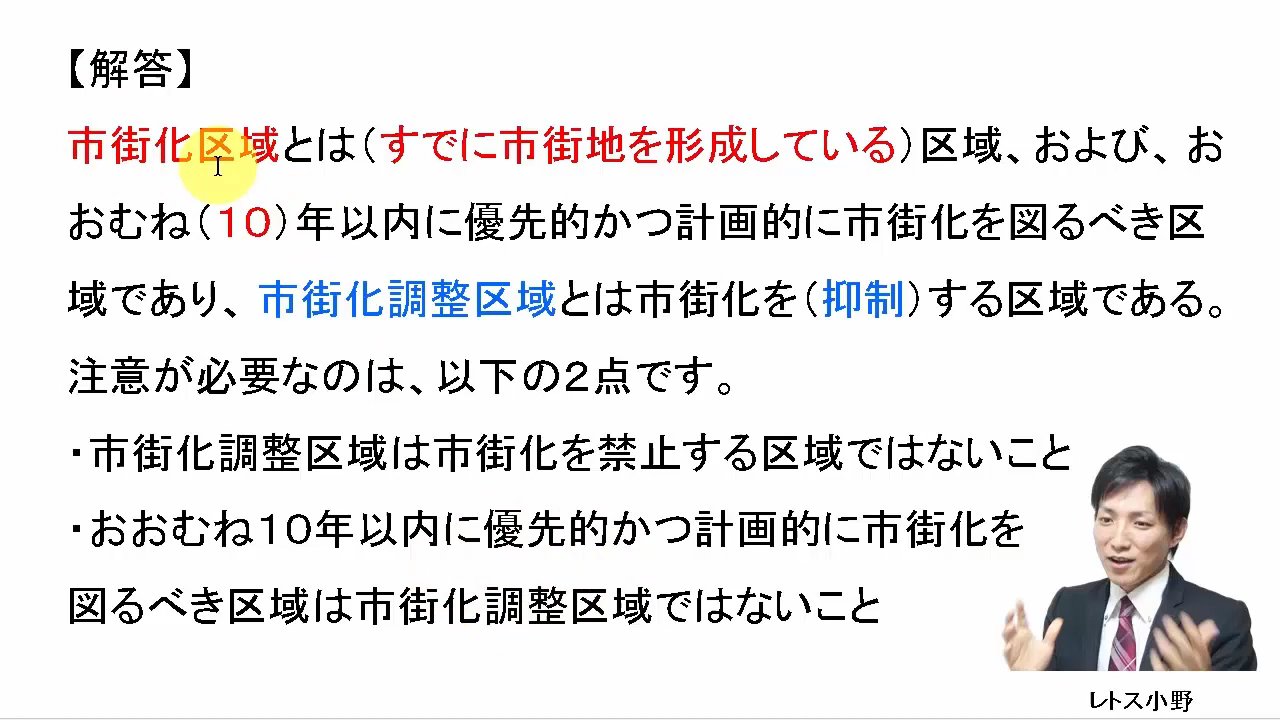 【解答】
市街化区域とは（すでに市街地を形成している）区域、および、お
おむね（１０）年以内に優先的かつ計画的に市街化を図るべき区
域であり、市街化調整区域とは市街化を（抑制）する区域である。
注意が必要なのは、以下の２点です。
・市街化調整区域は市街化を禁止する区域ではないこと
・おおむね１０年以内に優先的かつ計画的に市街化を
図るべき区域は市街化調整区域ではないこと
レトス小野